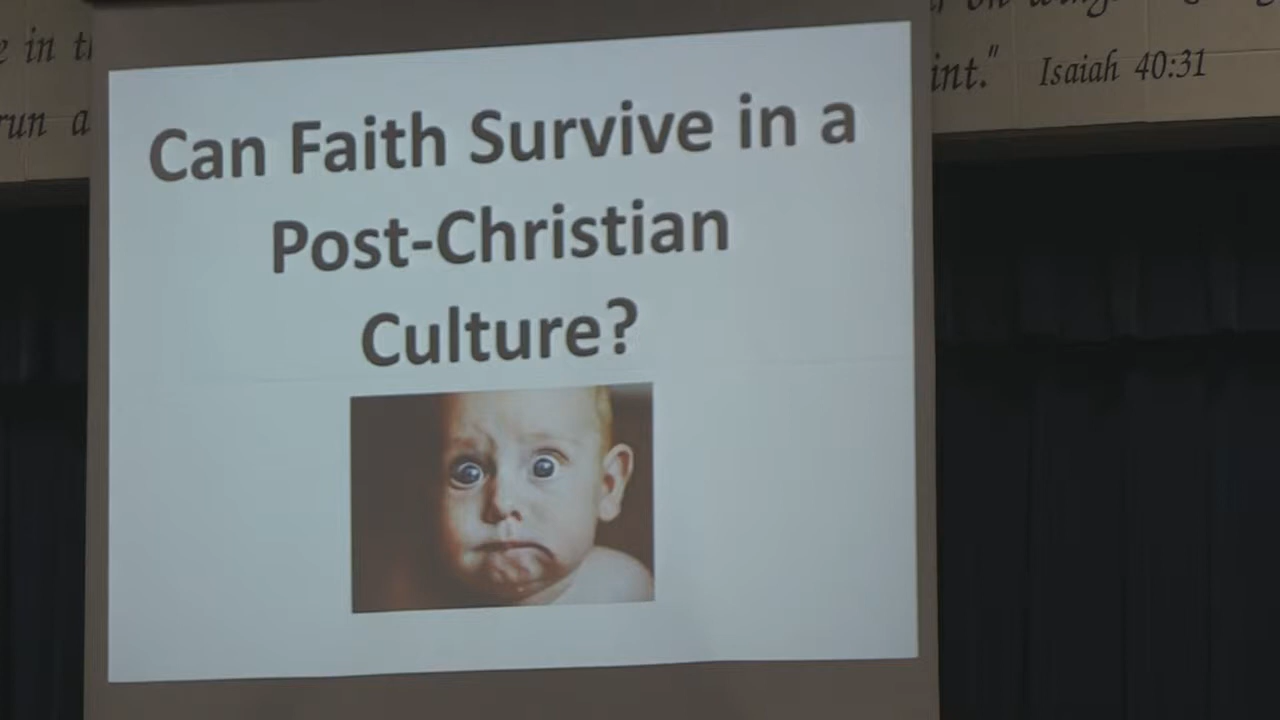 in
int." Isaiah 40:31
run a
Can Faith Survive in a
Post-Christian
Culture?